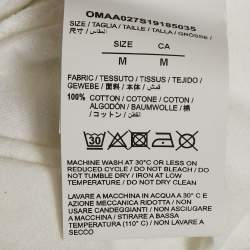 OMAA027S19185035
SIZE / TAGLIA / TAILLE / TALLA / GRÖSSE /
尺寸 / サイズ / المقاس
SIZE CA
M M
FABRIC / TESSUTO / TISSUS / TEJIDO /
GEWEBE / 面料 / 本体 / قماش
100% COTTON / COTONE / COTON /
ALGODÓN / BAUMWOLLE / 棉
/ コットン / قطن
30
MACHINE WASH AT 30°C OR LESS ON
REDUCED CYCLE / DO NOT BLEACH / DO
NOT TUMBLE DRY / IRON AT LOW
TEMPERATURE / DO NOT DRY CLEAN
LAVARE A MACCHINA IN ACQUA A 30° C E
AZIONE MECCANICA RIDOTTA / NON
USARE CANDEGGIANTI / NON ASCIUGARE
A MACCHINA / STIRARE A BASSA
TEMPERATURA (110° C) / NON LAVARE A
SECCO